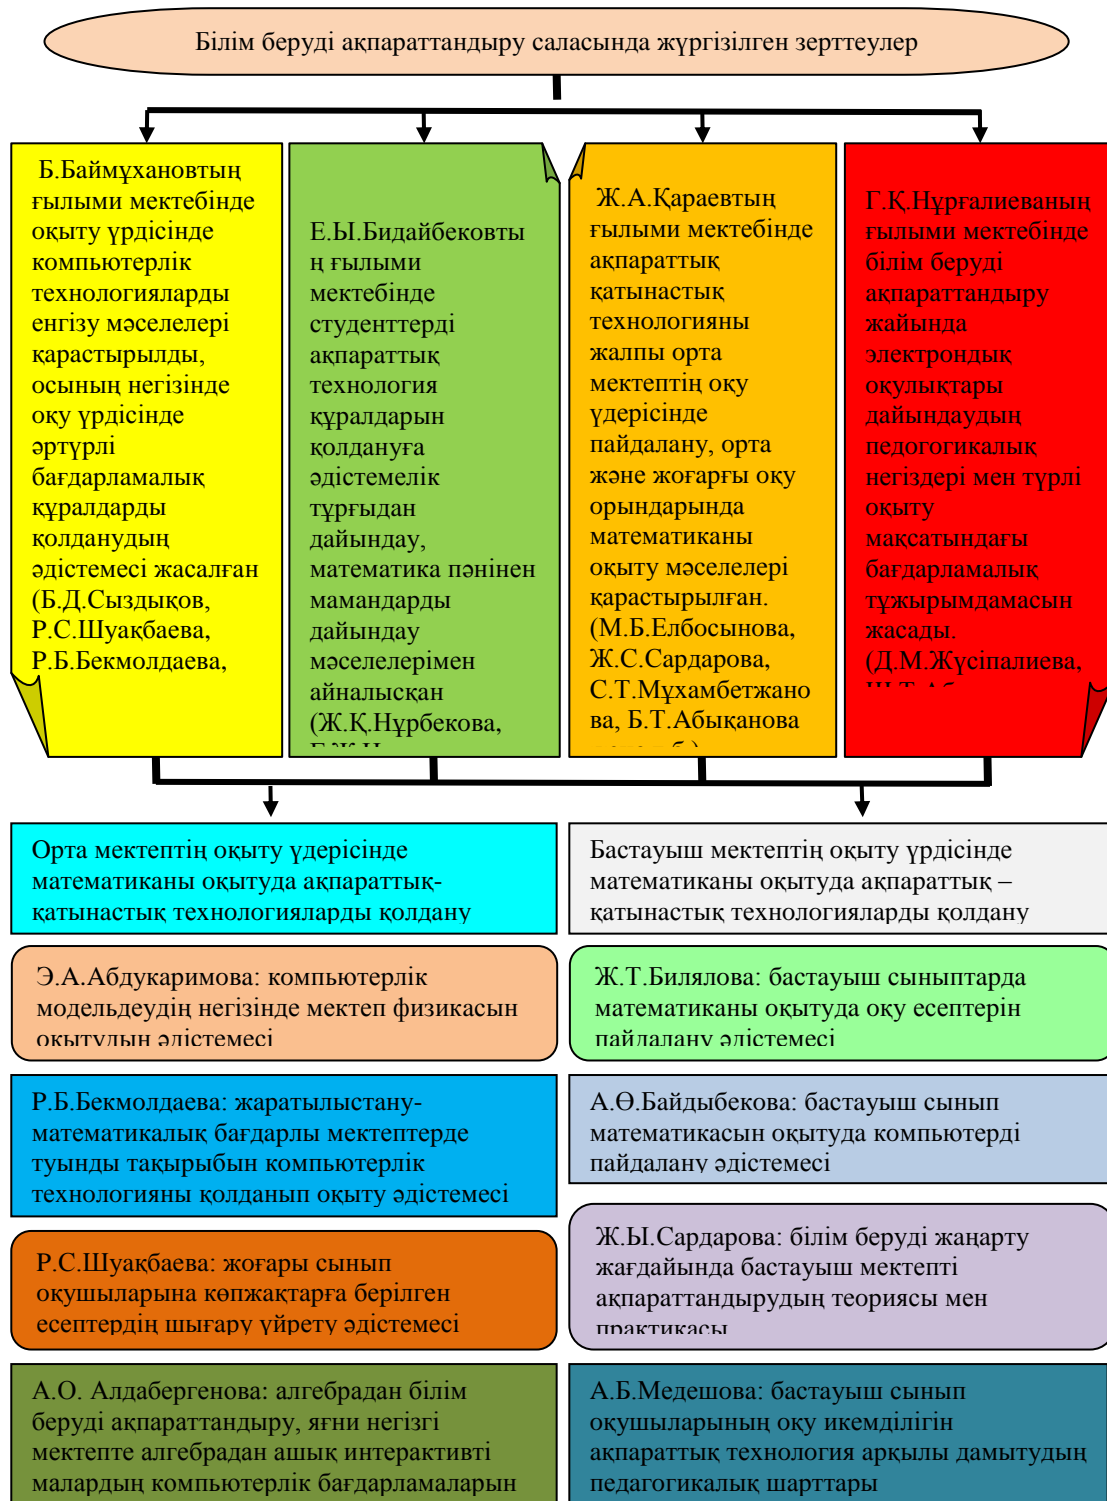 Білім беруді ақпараттандыру саласында жүргізілген зерттеулер
Б.Баймұхановтың
ғылыми мектебінде
оқыту үрдісінде
компьютерлік
технологияларды
енгізу мәселелері
қарастырылды,
осының негізінде
оқу үрдісінде
әртүрлі
бағдарламалық
құралдарды
қолданудың
әдістемесі жасалған
(Б.Д.Сыздықов,
Р.С.Шуақбаева,
Р.Б.Бекмолдаева,
Е.Ы.Бидайбековты
ң ғылыми
мектебінде
студенттерді
ақпараттық
технология
құралдарын
қолдануға
әдістемелік
тұрғыдан
дайындау,
математика пәнінен
мамандарды
дайындау
мәселелерімен
айналысқан
(Ж.Қ.Нұрбекова,
Ж.А.Қараевтың
ғылыми мектебінде
ақпараттық
қатынастық
технологияны
жалпы орта
мектептің оқу
үдерісінде
пайдалану, орта
және жоғарғы оқу
орындарында
математиканы
оқыту мәселелері
қарастырылған.
(М.Б.Елбосынова,
Ж.С.Сардарова,
С.Т.Мұхамбетжано
ва, Б.Т.Абықанова
Г.Қ.Нұрғалиеваның
ғылыми мектебінде
білім беруді
ақпараттандыру
жайында
электрондық
оқулықтары
дайындаудың
педогогикалық
негіздері мен түрлі
оқыту
мақсатындағы
бағдарламалық
тұжырымдамасын
жасады.
(Д.М.Жүсіпалиева,
Орта мектептің оқыту үдерісінде
математиканы оқытуда ақпараттық-
қатынастық технологияларды қолдану
Бастауыш мектептің оқыту үрдісінде
математиканы оқытуда ақпараттық –
қатынастық технологияларды қолдану
Э.А.Абдукаримова: компьютерлік
модельдеудің негізінде мектеп физикасын
оқытудың әдістемесі
Ж.Т.Билялова: бастауыш сыныптарда
математиканы оқытуда оқу есептерін
пайдалану әдістемесі
Р.Б.Бекмолдаева: жаратылыстану-
математикалық бағдарлы мектептерде
туынды тақырыбын компьютерлік
технологияны қолданып оқыту әдістемесі
А.Ө.Байдыбекова: бастауыш сынып
математикасын оқытуда компьютерді
пайдалану әдістемесі
Р.С.Шуақбаева: жоғары сынып
оқушыларына көпжақтарға берілген
есептердің шығару үйрету әдістемесі
Ж.Ы.Сардарова: білім беруді жаңарту
жағдайында бастауыш мектепті
ақпараттандырудың теориясы мен
практикасы
А.О. Алдабергенова: алгебрадан білім
беруді ақпараттандыру, яғни негізгі
мектепте алгебрадан ашық интерактивті
малардың компьютерлік бағдарламаларын
А.Б.Медешова: бастауыш сынып
оқушыларының оқу икемділігін
ақпараттық технология арқылы дамытудың
педагогикалық шарттары